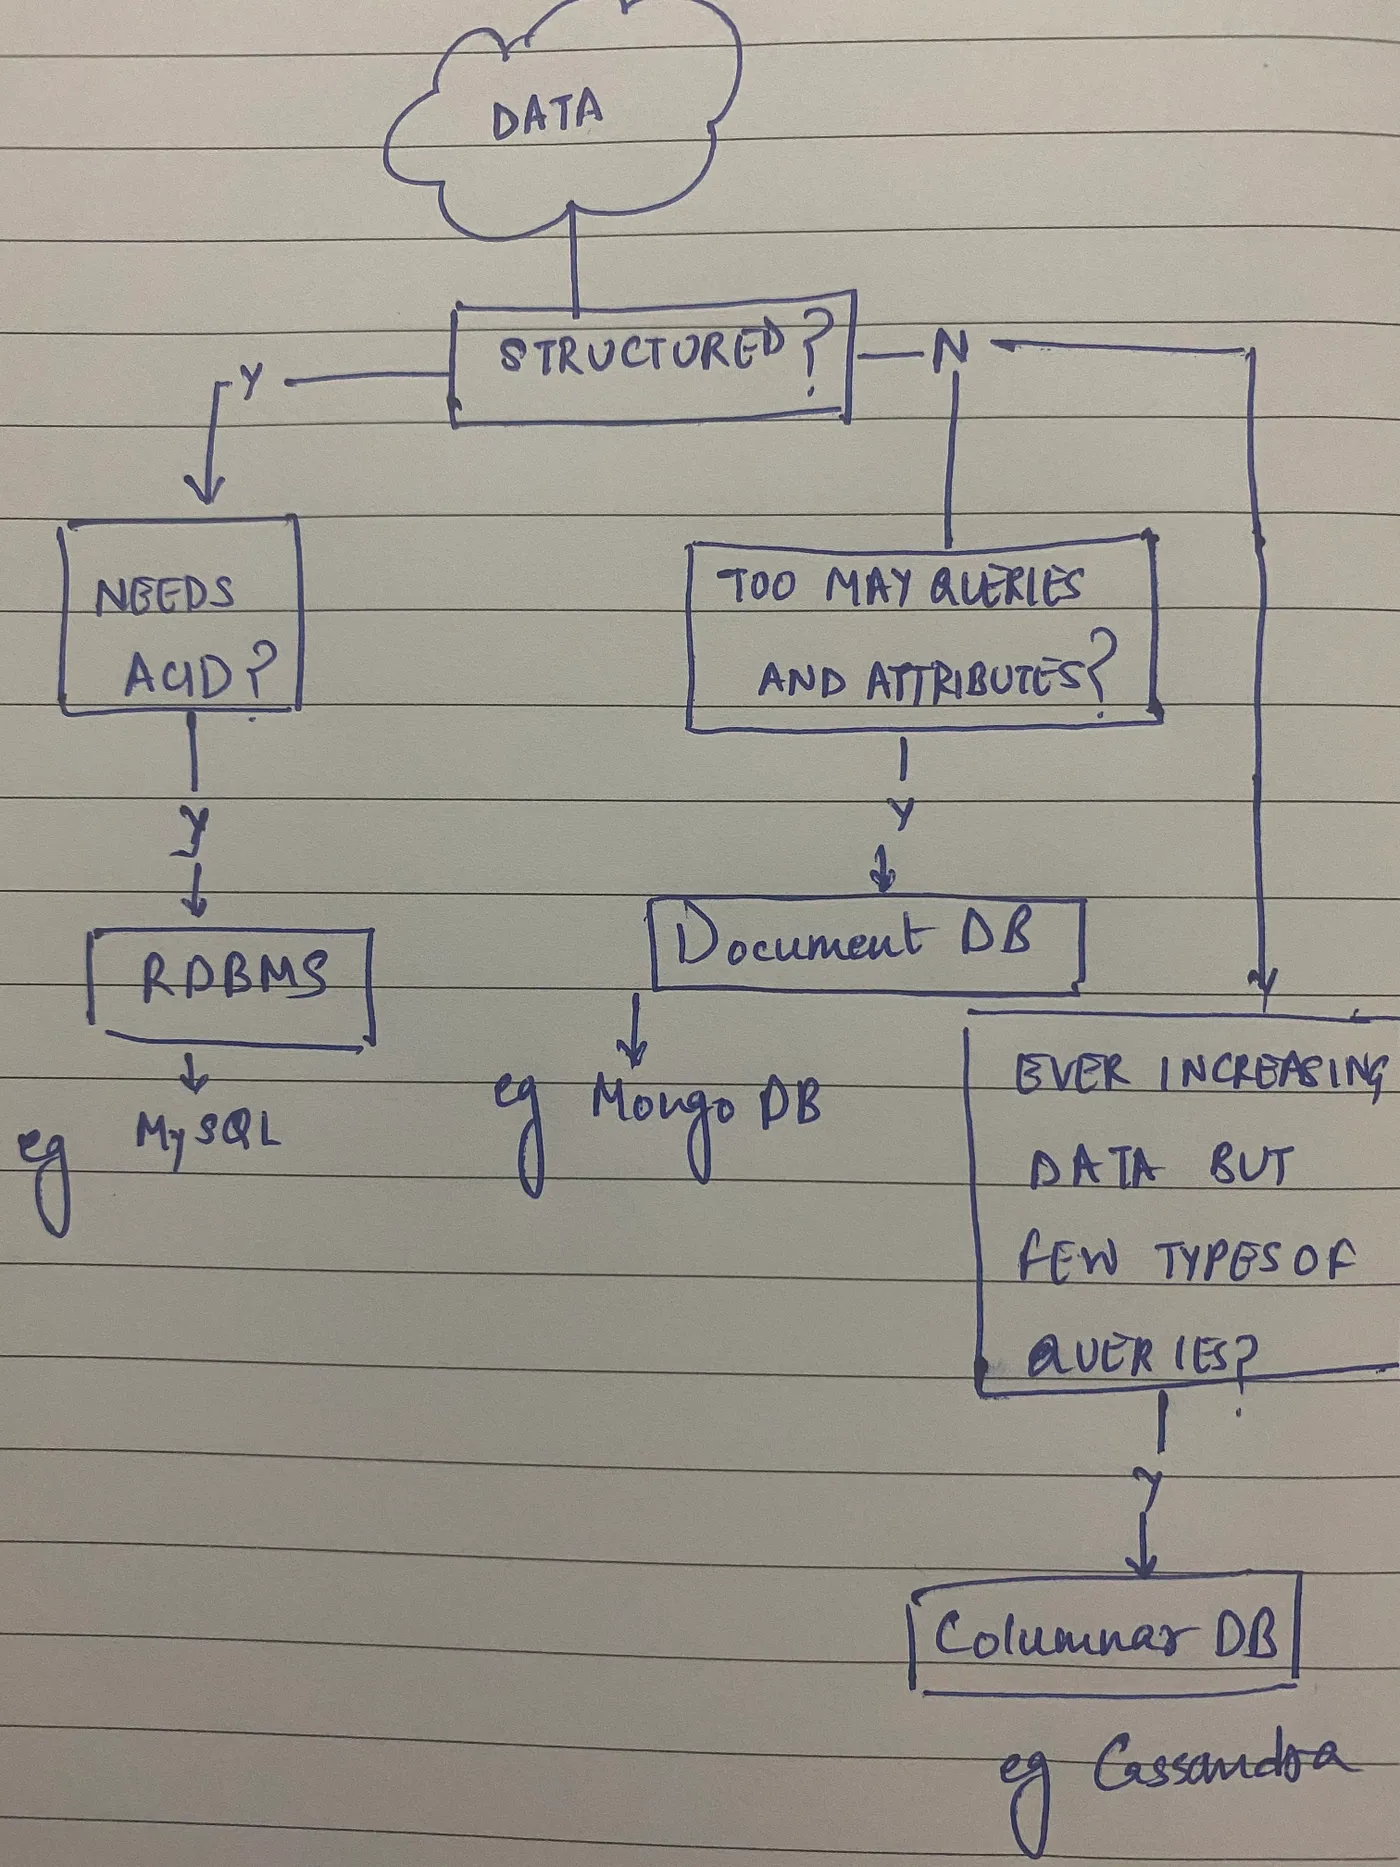 DATA
STRUCTURED?
Y
N
NEEDS
ACID?
TOO MAY QUERIES
AND ATTRIBUTES?
Y
Y
RDBMS
Document DB
eg MySQL
eg Mongo DB
EVER INCREASING
DATA BUT
FEW TYPES OF
QUERIES?
Y
Columnar DB
eg Cassandra